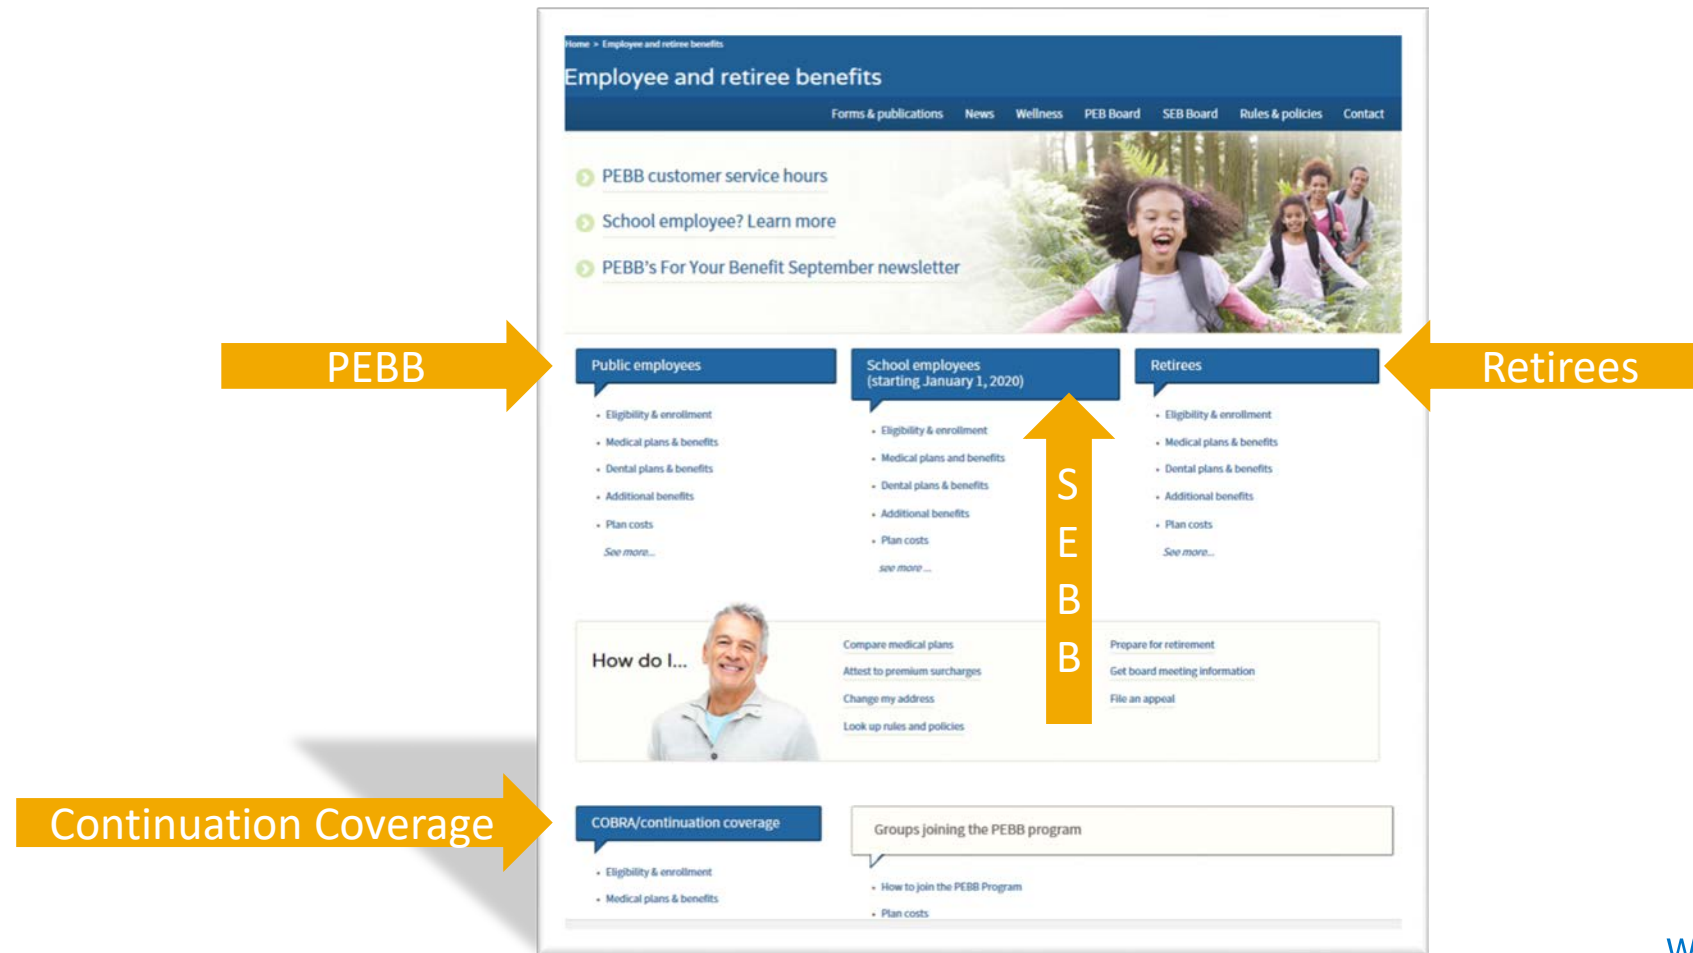 Home > Employee and retiree benefits
Employee and retiree benefits
Forms & publications News Wellness PEB Board SEB Board Rules & policies Contact
PEBB customer service hours
School employee? Learn more
PEBB's For Your Benefit September newsletter
PEBB
Public employees
Eligibility & enrollment
Medical plans & benefits
Dental plans & benefits
Additional benefits
Plan costs
See more...
School employees
(starting January 1, 2020)
Eligibility & enrollment
Medical plans and benefits
Dental plans & benefits
Additional benefits
Plan costs
see more ...
S
E
B
B
Retirees
Retirees
Eligibility & enrollment
Medical plans & benefits
Dental plans & benefits
Additional benefits
Plan costs
See more...
How do I...
Compare medical plans
Attest to premium surcharges
Change my address
Look up rules and policies
Prepare for retirement
Get board meeting information
File an appeal
Continuation Coverage
COBRA/continuation coverage
Eligibility & enrollment
Medical plans & benefits
Groups joining the PEBB program
How to join the PEBB Program
Plan costs